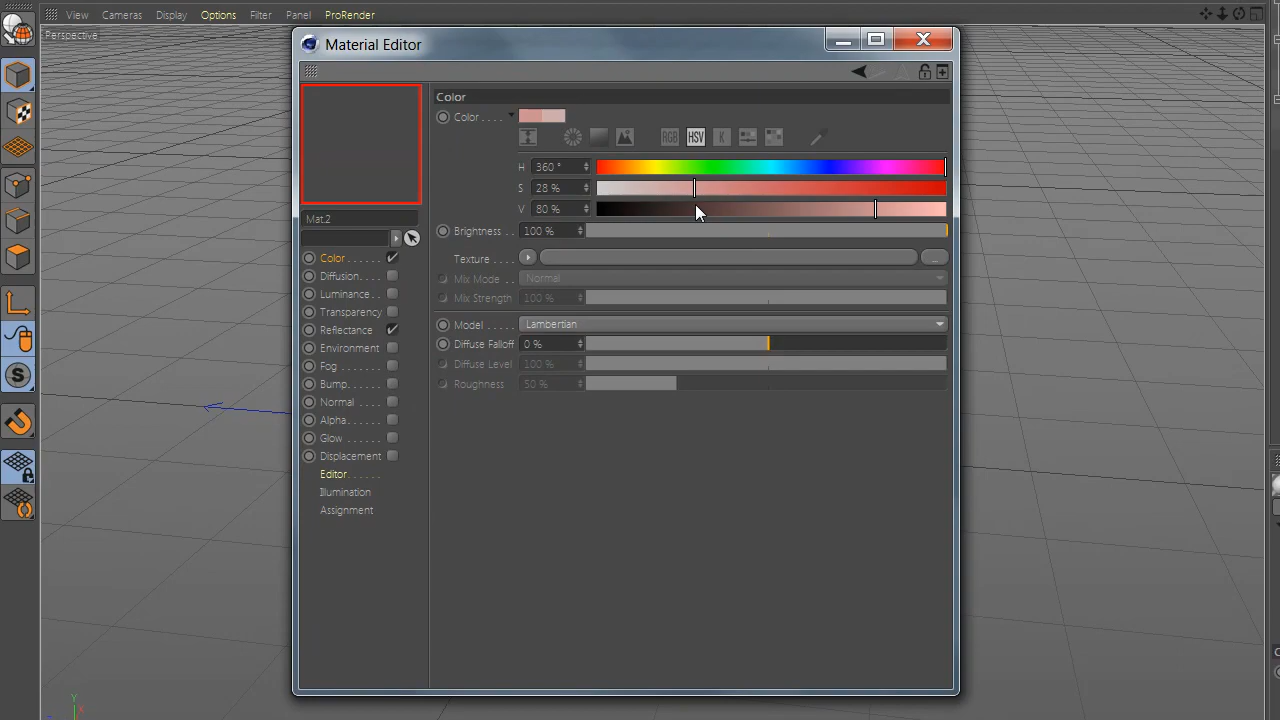 View Cameras Display Options Filter Panel ProRender
Perspective
Material Editor
Color
Color . . . .
RGB HSV K
H 360 °
S 28 %
V 80 %
Mat.2
Brightness . . 100 %
Color . . . . . .
Texture . . . . ...
Diffusion. . . .
Mix Mode . . Normal
Luminance. . .
Mix Strength 100 %
Transparency
Model . . . . . Lambertian
Reflectance
Diffuse Falloff 0 %
Environment
Diffuse Level 100 %
Fog . . . . . . .
Roughness 50 %
Bump. . . . . .
Normal . . . .
Alpha. . . . . .
Glow . . . . . .
Displacement
Editor. . . . . .
Illumination
Assignment
S
Y
X